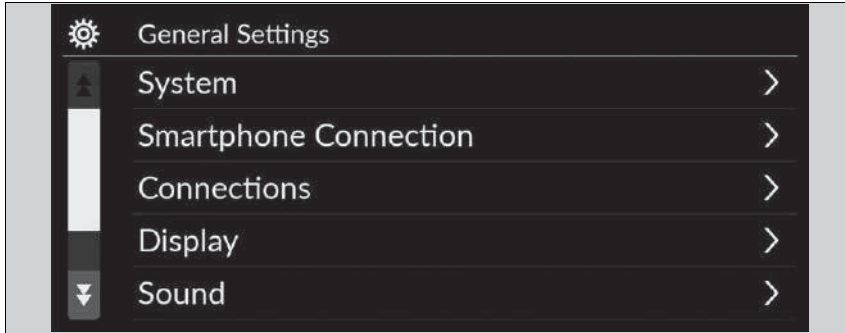 General Settings
System
Smartphone Connection
Connections
Display
Sound